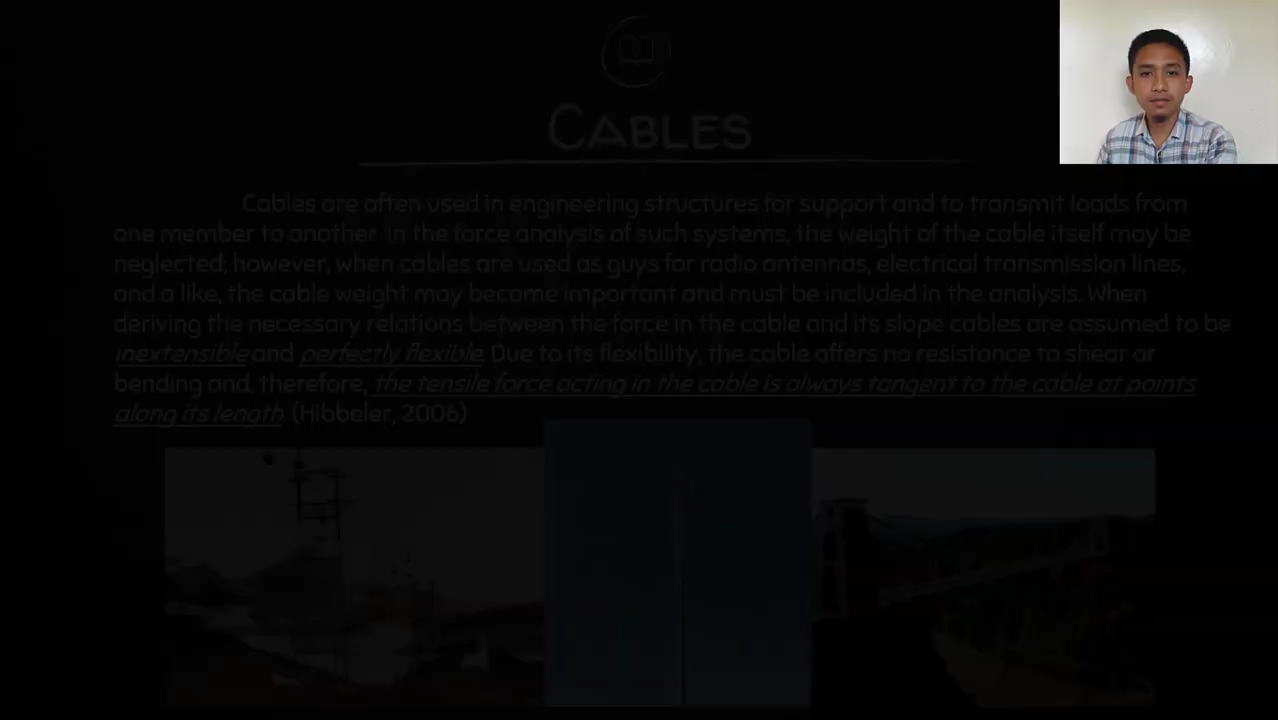 CABLES
Cables are often used in engineering structures for support and to transmit loads from
one member to another. In the force analysis of such systems, the weight of the cable itself may be
neglected; however, when cables are used as guys for radio antennas, electrical transmission lines,
and a like, the cable weight may become important and must be included in the analysis. When
deriving the necessary relations between the force in the cable and its slope cables are assumed to be
inextensible and perfectly flexible. Due to its flexibility, the cable offers no resistance to shear or
bending and, therefore, the tensile force acting in the cable is always tangent to the cable at points
along its length. (Hibbeler, 2006)